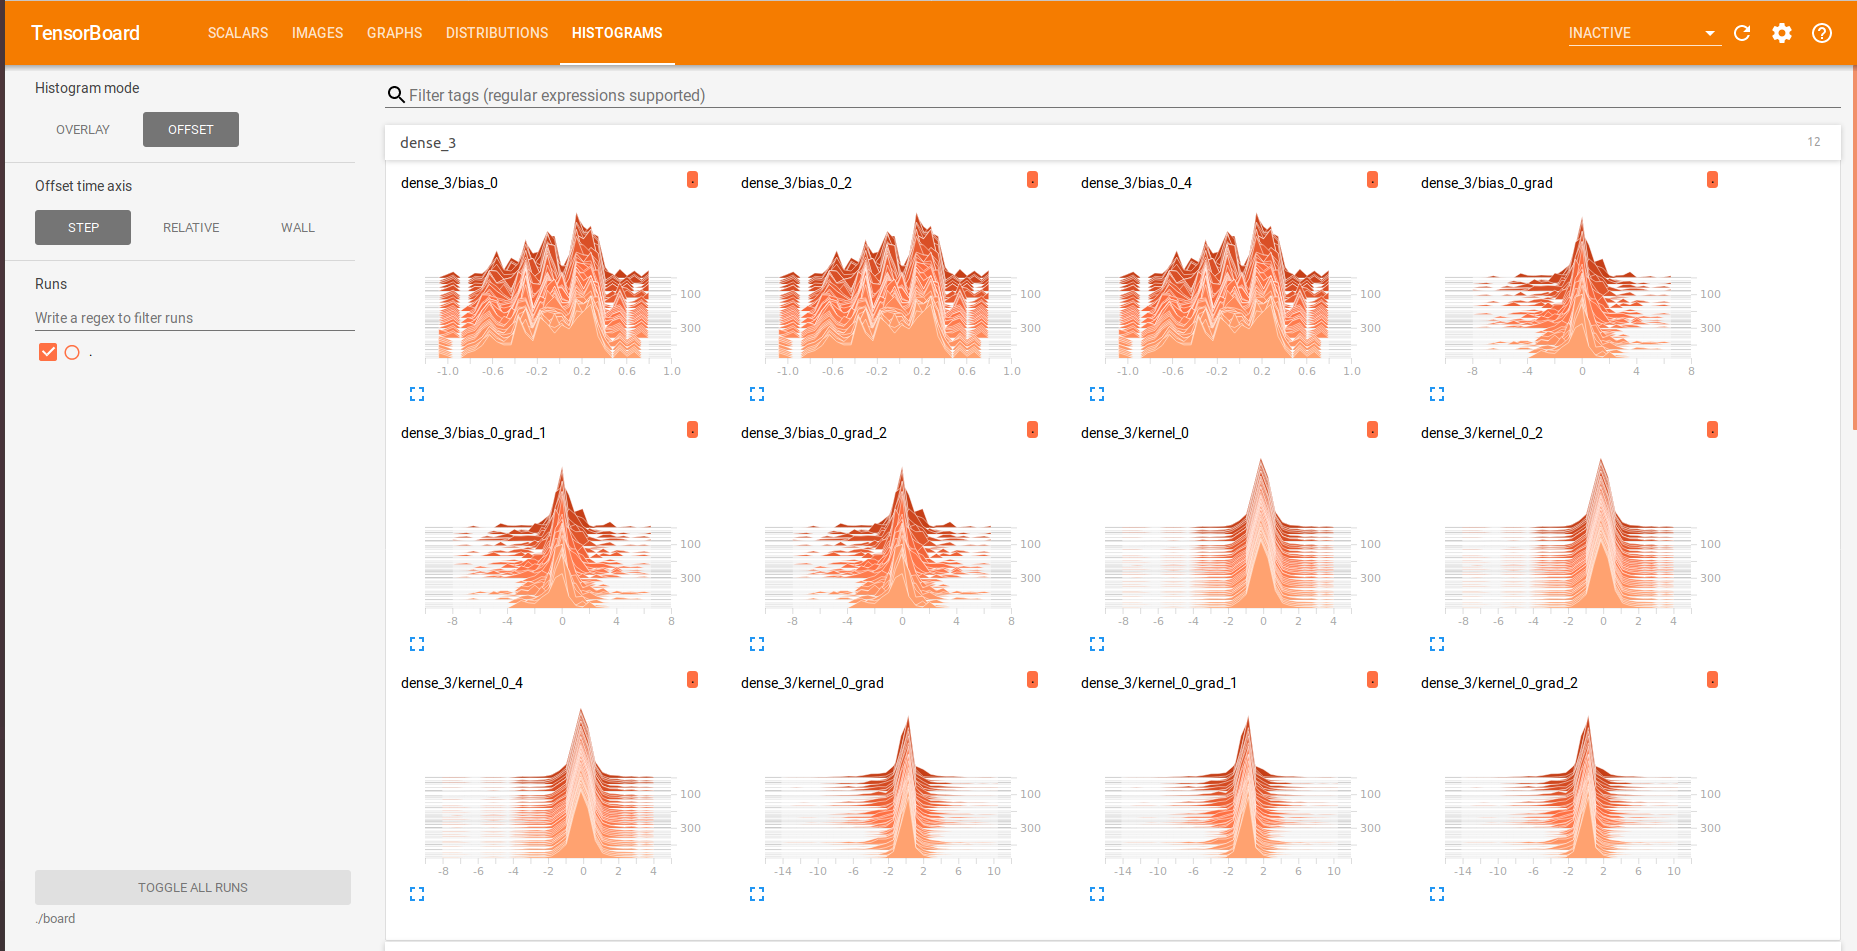 TensorBoard SCALARS IMAGES GRAPHS DISTRIBUTIONS HISTOGRAMS INACTIVE
Histogram mode
OVERLAY OFFSET
Offset time axis
STEP RELATIVE WALL
Runs
Write a regex to filter runs
.
TOGGLE ALL RUNS
./board
Filter tags (regular expressions supported)
dense_3 12
dense_3/bias_0 . dense_3/bias_0_2 . dense_3/bias_0_4 . dense_3/bias_0_grad .
100 100 100 100
300 300 300 300
-1.0 -0.6 -0.2 0.2 0.6 1.0 -1.0 -0.6 -0.2 0.2 0.6 1.0 -1.0 -0.6 -0.2 0.2 0.6 1.0 -8 -4 0 4 8
dense_3/bias_0_grad_1 . dense_3/bias_0_grad_2 . dense_3/kernel_0 . dense_3/kernel_0_2 .
100 100 100 100
300 300 300 300
-8 -4 0 4 8 -8 -4 0 4 8 -8 -6 -4 -2 0 2 4 -8 -6 -4 -2 0 2 4
dense_3/kernel_0_4 . dense_3/kernel_0_grad . dense_3/kernel_0_grad_1 . dense_3/kernel_0_grad_2 .
100 100 100 100
300 300 300 300
-8 -6 -4 -2 0 2 4 -14 -10 -6 -2 2 6 10 -14 -10 -6 -2 2 6 10 -14 -10 -6 -2 2 6 10